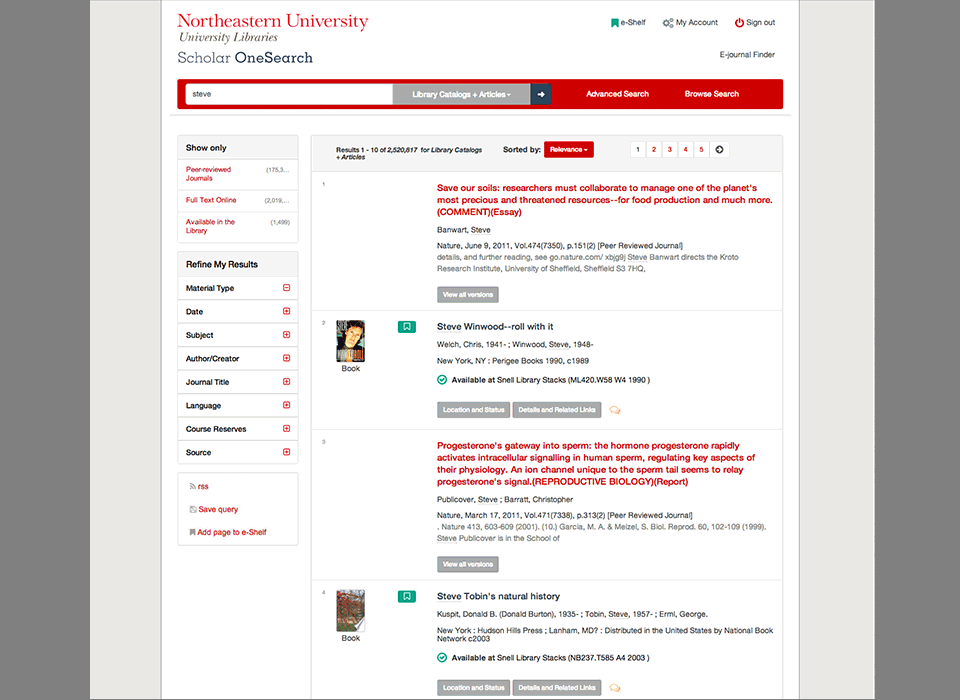 Northeastern University
University Libraries
Scholar OneSearch
e-Shelf My Account Sign out
E-journal Finder
steve Library Catalogs + Articles Advanced Search Browse Search
Show only
Peer-reviewed Journals (175,3...
Full Text Online (2,019,...
Available in the Library (1,499)
Refine My Results
Material Type
Date
Subject
Author/Creator
Journal Title
Language
Course Reserves
Source
rss
Save query
Add page to e-Shelf
Results 1 - 10 of 2,520,817 for Library Catalogs
+ Articles
Sorted by: Relevance
1 2 3 4 5
1
Save our soils: researchers must collaborate to manage one of the planet's
most precious and threatened resources--for food production and much more.
(COMMENT)(Essay)
Banwart, Steve
Nature, June 9, 2011, Vol.474(7350), p.151(2) [Peer Reviewed Journal]
details, and further reading, see go.nature.com/ xbjg9j Steve Banwart directs the Kroto
Research Institute, University of Sheffield, Sheffield S3 7HQ,
View all versions
2
Book
Steve Winwood--roll with it
Welch, Chris, 1941- ; Winwood, Steve, 1948-
New York, NY : Perigee Books 1990, c1989
Available at Snell Library Stacks (ML420.W58 W4 1990 )
Location and Status Details and Related Links
3
Progesterone's gateway into sperm: the hormone progesterone rapidly
activates intracellular signalling in human sperm, regulating key aspects of
their physiology. An ion channel unique to the sperm tail seems to relay
progesterone's signal.(REPRODUCTIVE BIOLOGY)(Report)
Publicover, Steve ; Barratt, Christopher
Nature, March 17, 2011, Vol.471(7338), p.313(2) [Peer Reviewed Journal]
. Nature 413, 603-609 (2001). (10.) Garcia, M. A. & Meizel, S. Biol. Reprod. 60, 102-109 (1999).
Steve Publicover is in the School of
View all versions
4
Book
Steve Tobin's natural history
Kuspit, Donald B. (Donald Burton), 1935- ; Tobin, Steve, 1957- ; Erml, George.
New York : Hudson Hills Press ; Lanham, MD? : Distributed in the United States by National Book
Network c2003
Available at Snell Library Stacks (NB237.T585 A4 2003 )
Location and Status Details and Related Links